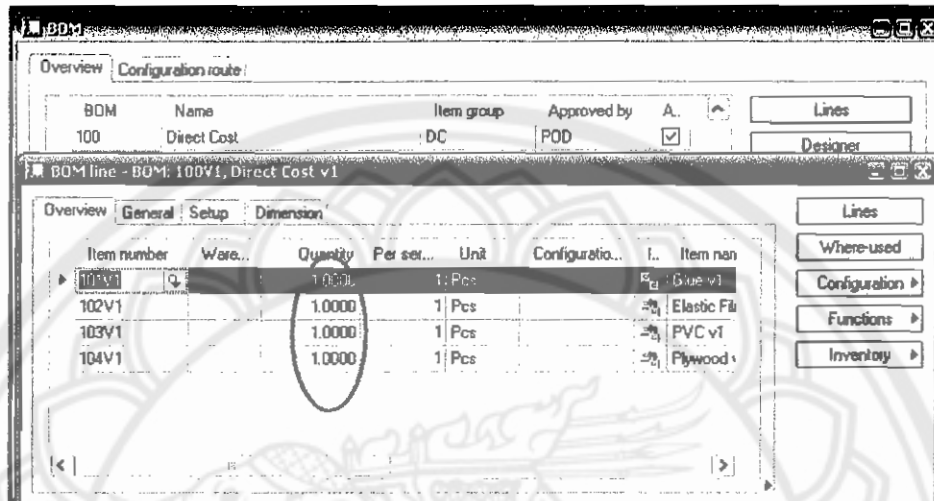 BOM
Overview Configuration route
BOM Name Item group Approved by A.. Lines
100 Direct Cost DC POD Designer
BOM line - BOM: 100V1, Direct Cost v1
Overview General Setup Dimension Lines
Item number Ware... Quantity Per ser... Unit Configuratio... I.. Item nan Where-used
101V1 1.0000 1 Pcs Glue v1 Configuration
102V1 1.0000 1 Pcs Elastic Fil Functions
103V1 1.0000 1 Pcs PVC v1 Inventory
104V1 1.0000 1 Pcs Plywood v